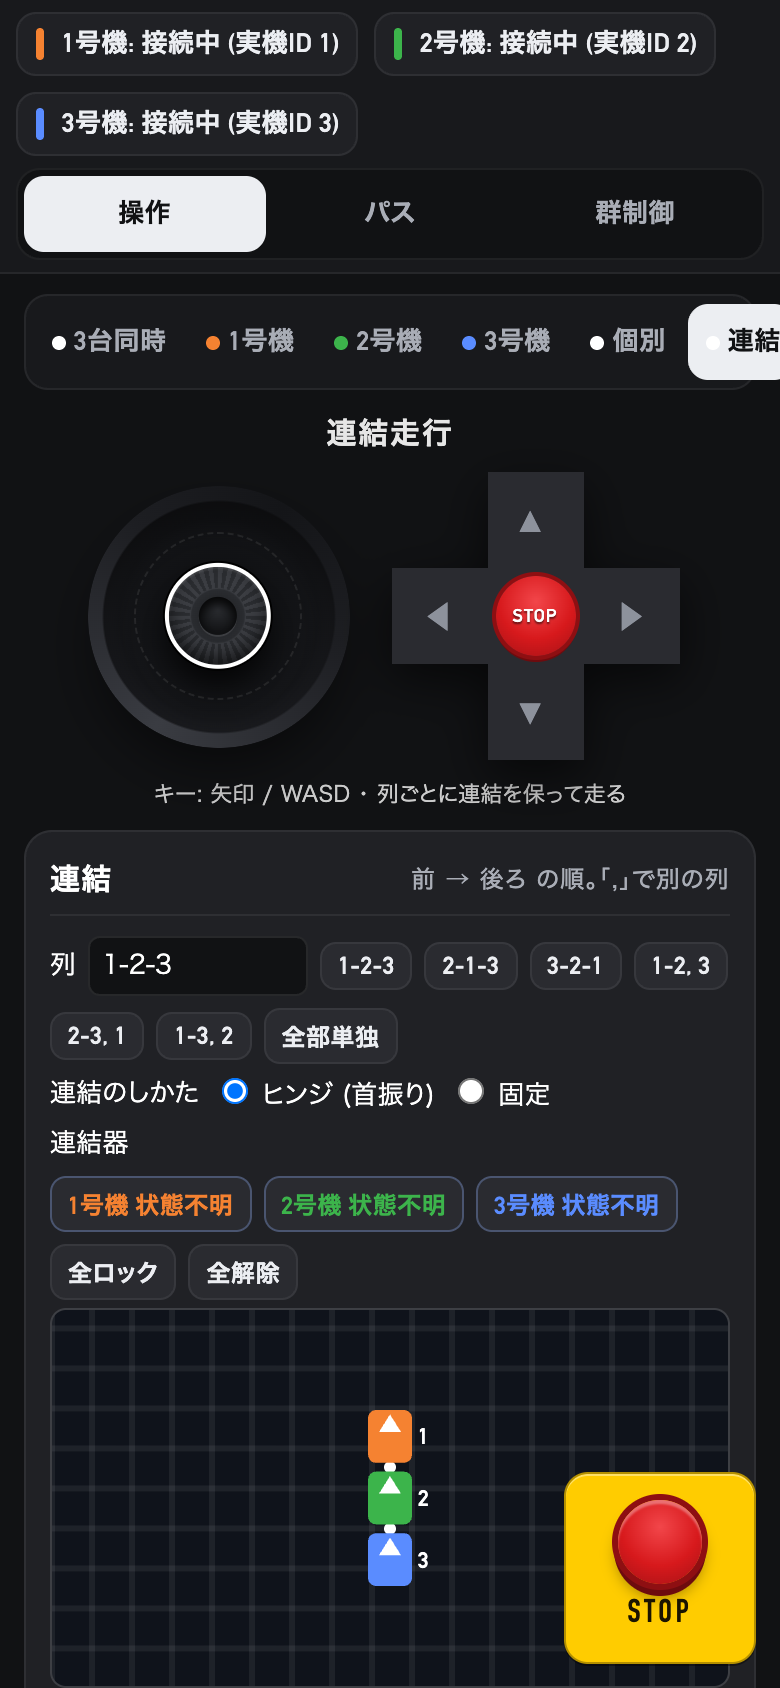 1号機: 接続中 (実機ID 1)
2号機: 接続中 (実機ID 2)
3号機: 接続中 (実機ID 3)
操作 パス 群制御
3台同時 1号機 2号機 3号機 個別 連結
連結走行
STOP
キー: 矢印 / WASD · 列ごとに連結を保って走る
連結 前 → 後ろ の順。「,」で別の列
列 1-2-3 1-2-3 2-1-3 3-2-1 1-2, 3
2-3, 1 1-3, 2 全部単独
連結のしかた ヒンジ (首振り) 固定
連結器
1号機 状態不明 2号機 状態不明 3号機 状態不明
全ロック 全解除
1
2
3
STOP